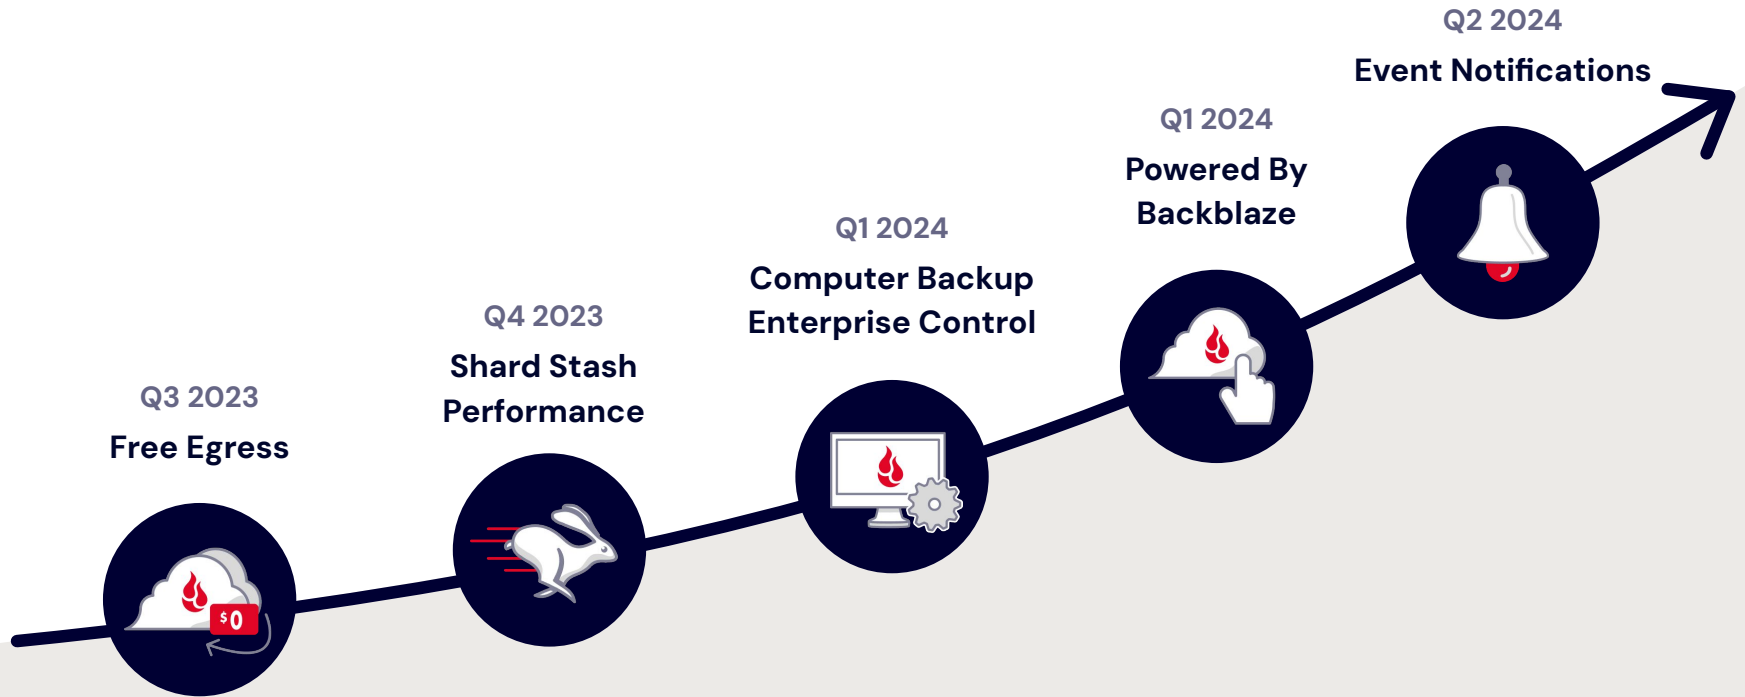 Q3 2023
Free Egress
$0
Q4 2023
Shard Stash
Performance
Q1 2024
Computer Backup
Enterprise Control
Q1 2024
Powered By
Backblaze
Q2 2024
Event Notifications